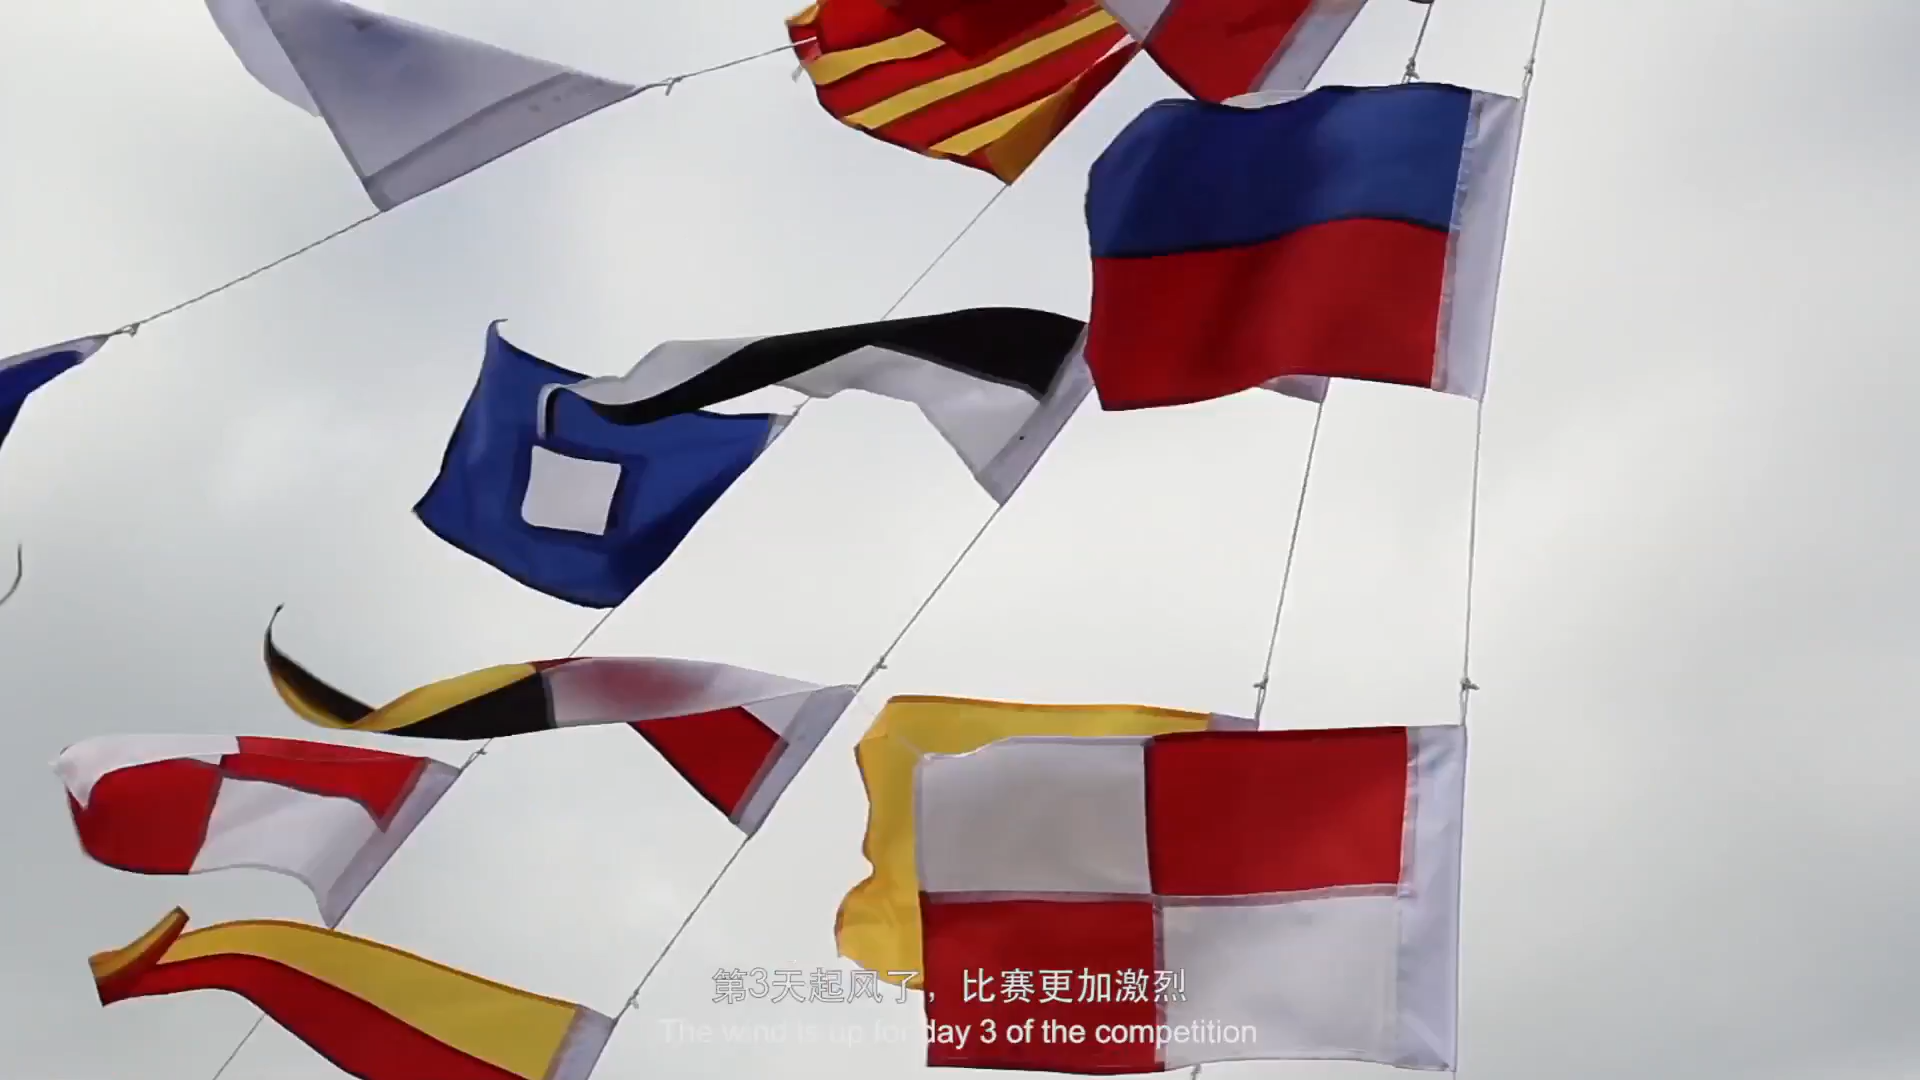 第3天起风了，比赛更加激烈
The wind is up for day 3 of the competition